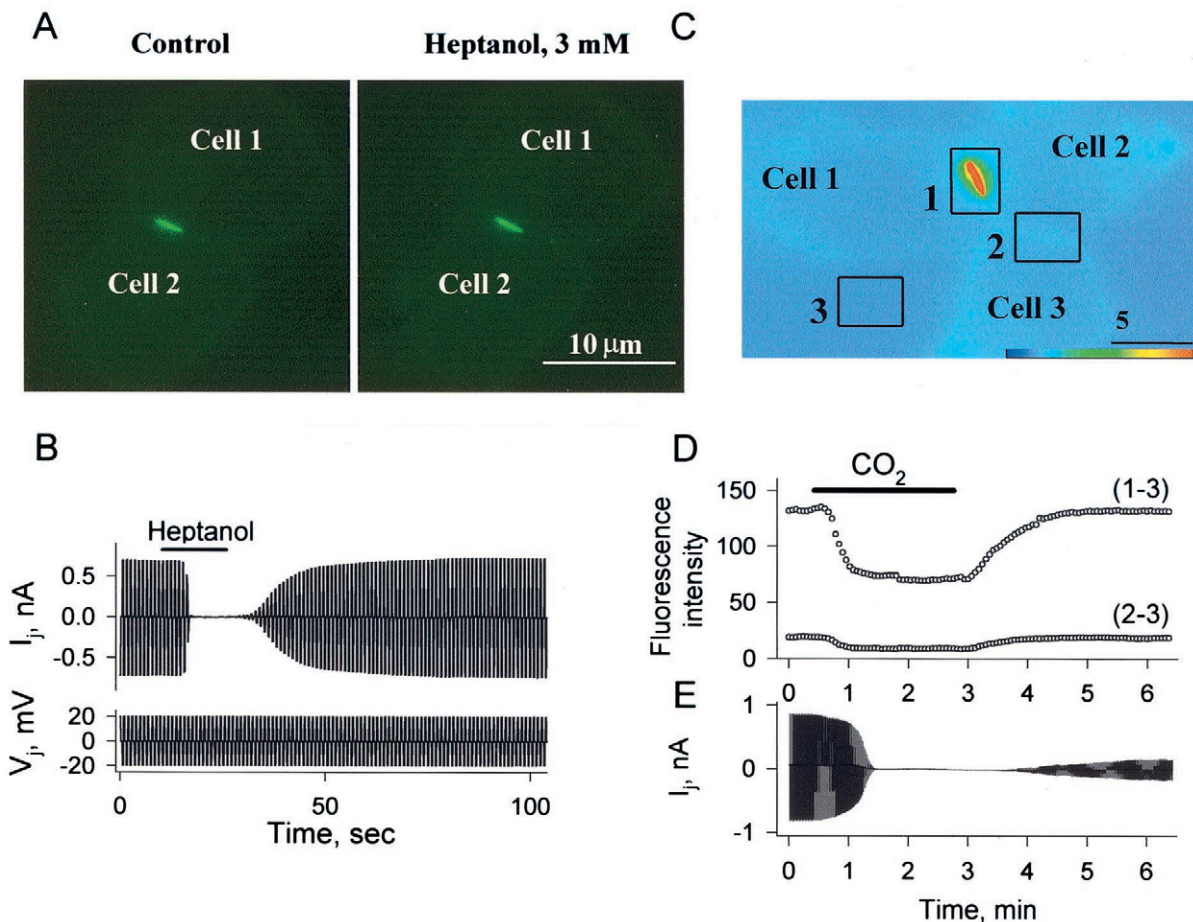 A
Control
Heptanol, 3 mM
Cell 1
Cell 2
Cell 1
Cell 2
10 µm
C
Cell 1
Cell 2
1
2
3
Cell 3
5
B
Heptanol
I_j, nA
0.5
0.0
-0.5
V_j, mV
20
0
-20
0 50 100
Time, sec
D
CO₂
(1-3)
(2-3)
Fluorescence
intensity
150
100
50
0
0 1 2 3 4 5 6
E
I_j, nA
1
0
-1
0 1 2 3 4 5 6
Time, min